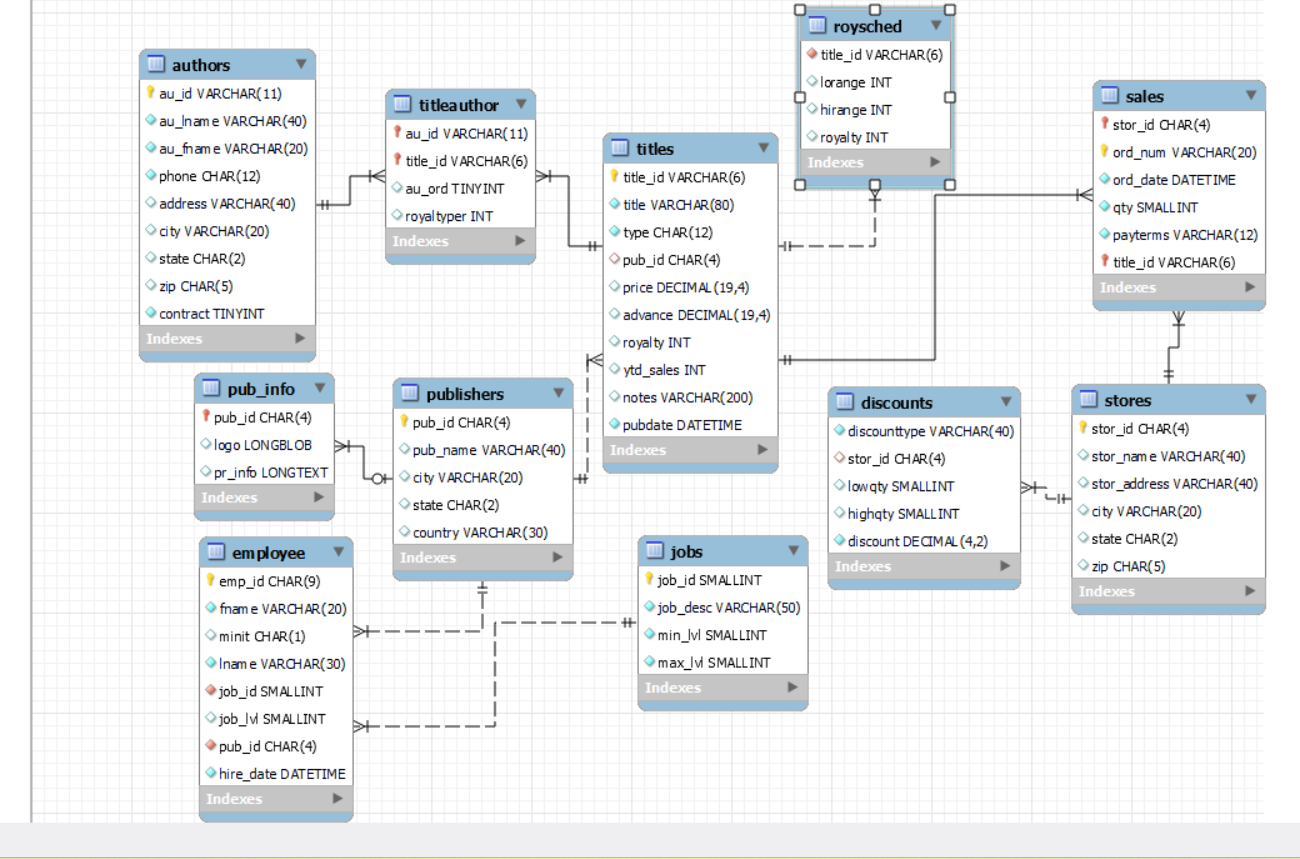 authors
au_id VARCHAR(11)
au_lname VARCHAR(40)
au_fname VARCHAR(20)
phone CHAR(12)
address VARCHAR(40)
city VARCHAR(20)
state CHAR(2)
zip CHAR(5)
contract TINYINT
Indexes
titleauthor
au_id VARCHAR(11)
title_id VARCHAR(6)
au_ord TINYINT
royaltyper INT
Indexes
titles
title_id VARCHAR(6)
title VARCHAR(80)
type CHAR(12)
pub_id CHAR(4)
price DECIMAL(19,4)
advance DECIMAL(19,4)
royalty INT
ytd_sales INT
notes VARCHAR(200)
pubdate DATETIME
Indexes
roysched
title_id VARCHAR(6)
lorange INT
hirange INT
royalty INT
Indexes
sales
stor_id CHAR(4)
ord_num VARCHAR(20)
ord_date DATETIME
qty SMALLINT
payterms VARCHAR(12)
title_id VARCHAR(6)
Indexes
pub_info
pub_id CHAR(4)
logo LONGBLOB
pr_info LONGTEXT
Indexes
publishers
pub_id CHAR(4)
pub_name VARCHAR(40)
city VARCHAR(20)
state CHAR(2)
country VARCHAR(30)
Indexes
discounts
discounttype VARCHAR(40)
stor_id CHAR(4)
lowqty SMALLINT
highqty SMALLINT
discount DECIMAL(4,2)
Indexes
stores
stor_id CHAR(4)
stor_name VARCHAR(40)
stor_address VARCHAR(40)
city VARCHAR(20)
state CHAR(2)
zip CHAR(5)
Indexes
employee
emp_id CHAR(9)
fname VARCHAR(20)
minit CHAR(1)
lname VARCHAR(30)
job_id SMALLINT
job_lvl SMALLINT
pub_id CHAR(4)
hire_date DATETIME
Indexes
jobs
job_id SMALLINT
job_desc VARCHAR(50)
min_lvl SMALLINT
max_lvl SMALLINT
Indexes